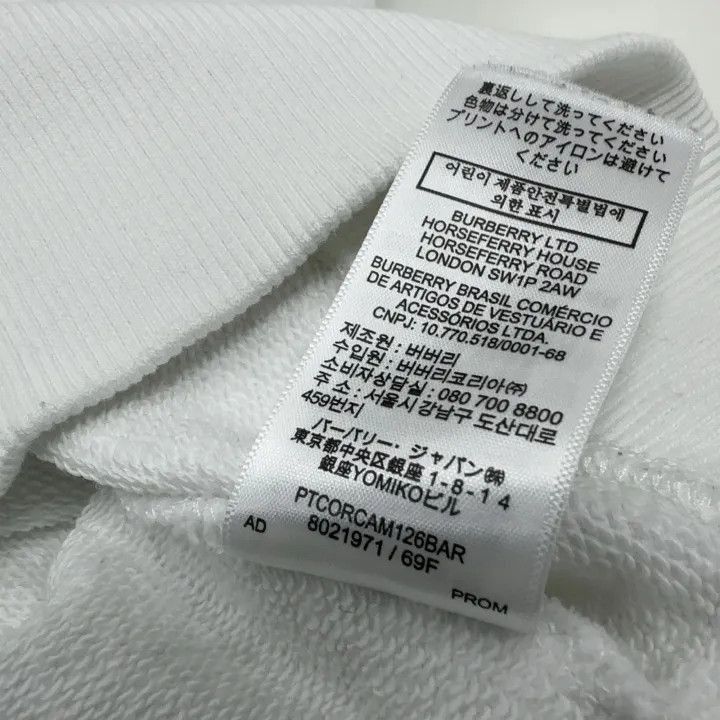 裏返しして洗ってください
色物は分けて洗ってください
プリントへのアイロンは避けて
ください
어린이제품안전특별법에
의한 표시
BURBERRY LTD
HORSEFERRY HOUSE
HORSEFERRY ROAD
LONDON SW1P 2AW
BURBERRY BRASIL COMÉRCIO
DE ARTIGOS DE VESTUÁRIO E
ACESSÓRIOS LTDA.
CNPJ: 10.770.518/0001-68
제조원 : 버버리
수입원 : 버버리코리아㈜
소비자상담실 : 080 700 8800
주 소 : 서울시강남구 도산대로
459번지
バーバリー・ジャパン㈱
東京都中央区銀座 1-8-14
銀座YOMIKOビル
PTCORCAM126BAR
AD 8021971 / 69F
PROM